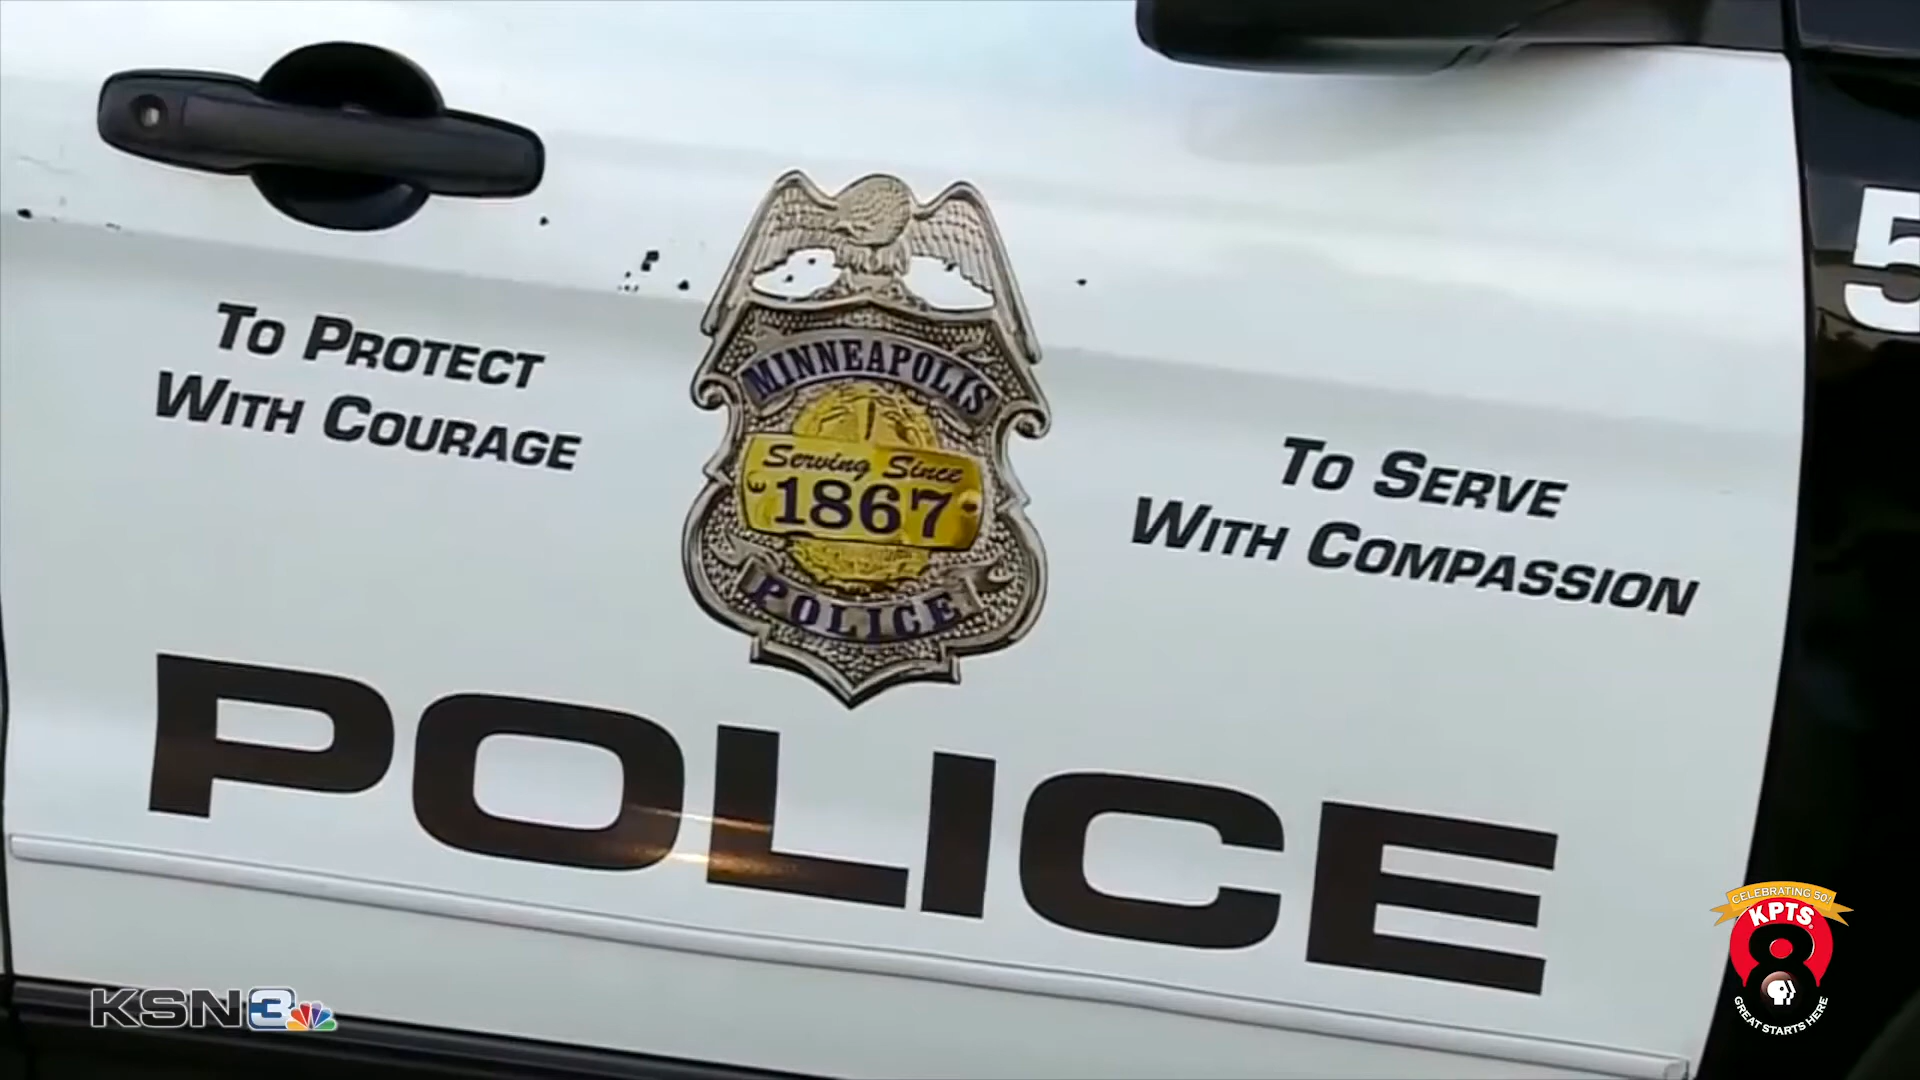 To Protect
With Courage
MINNEAPOLIS
Serving Since
1867
POLICE
To Serve
With Compassion
5
POLICE
KSN3
CELEBRATING 50!
KPTS
8
GREAT STARTS HERE